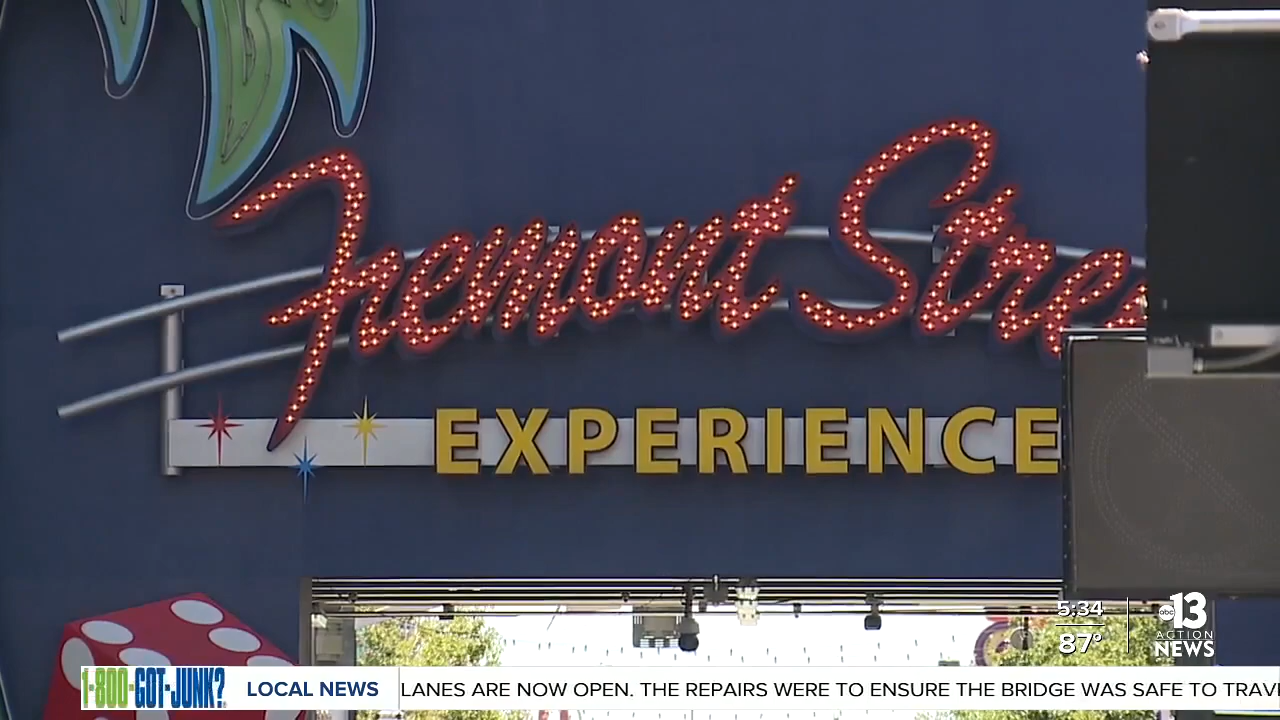 Fremont Stre
EXPERIENCE
5:34
87°
abc 13
ACTION
NEWS
1-800-GOT-JUNK?
LOCAL NEWS
LANES ARE NOW OPEN. THE REPAIRS WERE TO ENSURE THE BRIDGE WAS SAFE TO TRAV